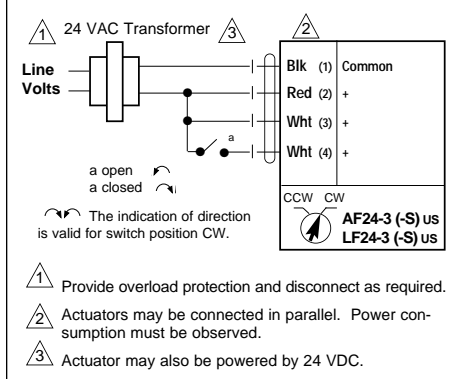 1 24 VAC Transformer 3 2
Line
Volts
Blk (1) Common
Red (2) +
Wht (3) +
a
Wht (4) +
a open
a closed
The indication of direction
is valid for switch position CW.
CCW CW
AF24-3 (-S) US
LF24-3 (-S) US
1 Provide overload protection and disconnect as required.
2 Actuators may be connected in parallel. Power con-
sumption must be observed.
3 Actuator may also be powered by 24 VDC.